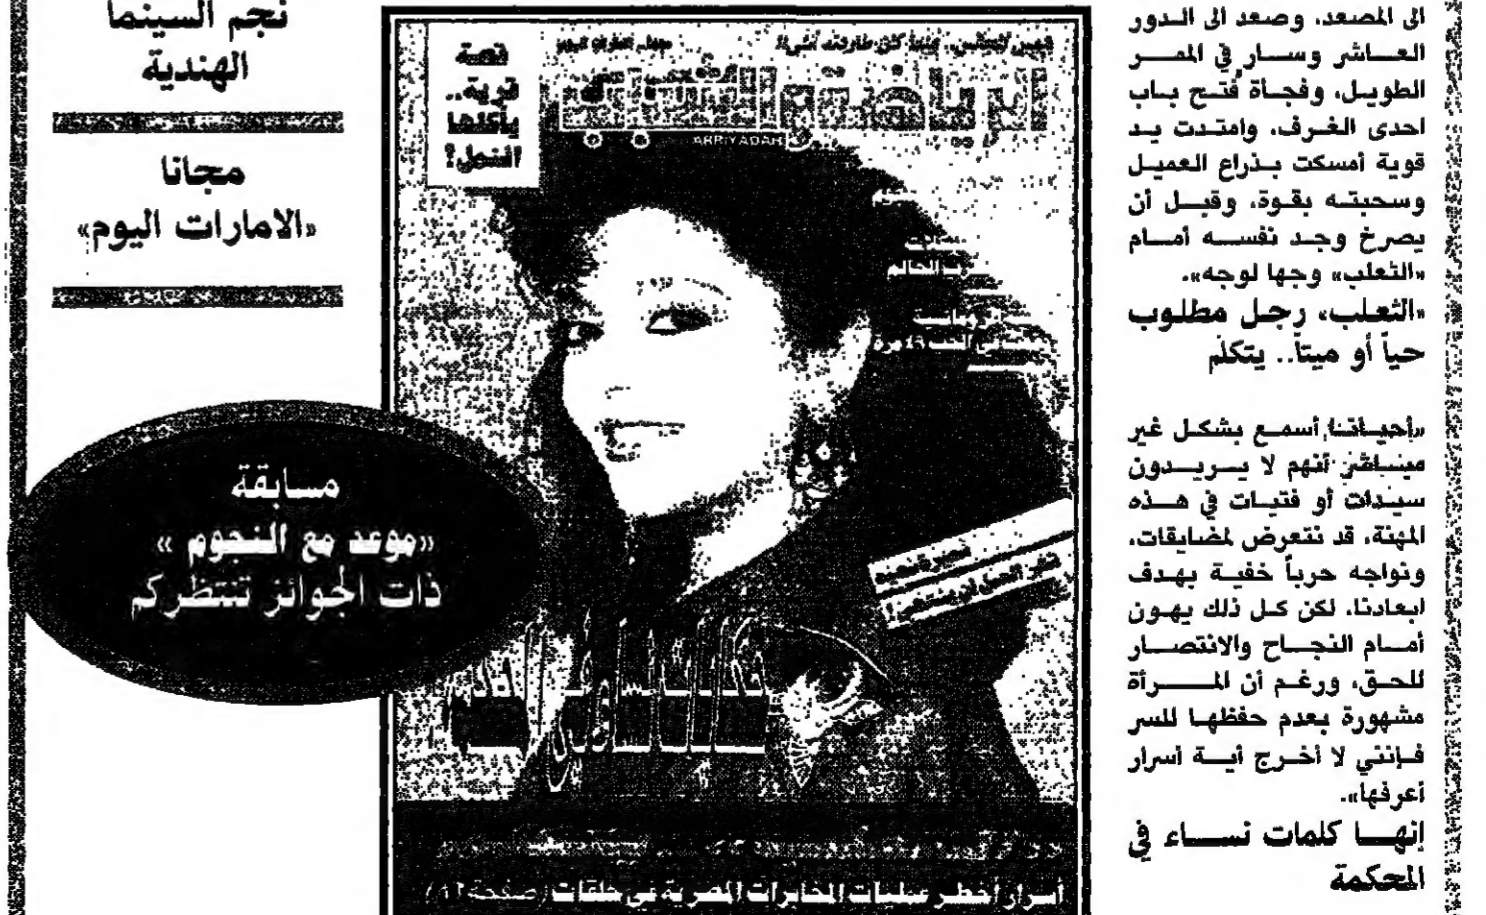 الى المصعد، وصعد الى الدور
العاشر وسار في الممر
الطويل، وفجأة فُتح باب
احدى الغرف، وامتدت يد
قوية أمسكت بذراع العميل
وسحبته بقوة، وقبل أن
يصرخ وجد نفسه أمام
«الثعلب» وجها لوجه».
«الثعلب، رجل مطلوب
حياً أو ميتاً.. يتكلم
«أحياناً أسمع بشكل غير
مباشر أنهم لا يريدون
سيدات أو فتيات في هذه
المهنة، قد نتعرض لمضايقات،
ونواجه حرباً خفية بهدف
ابعادنا، لكن كل ذلك يهون
أمام النجاح والانتصار
للحق، ورغم أن المرأة
مشهورة بعدم حفظها للسر
فإنني لا أخرج أية اسرار
أعرفها».
إنها كلمات نساء في
المحكمة
قصة
قرية..
يأكلها
النمل؟
ARRIYADAH
أسرار أخطر عمليات المخابرات المصرية في حلقات
نجم السينما
الهندية
مجانا
«الامارات اليوم»
مسابقة
«موعد مع النجوم »
ذات الجوائز تنتظركم